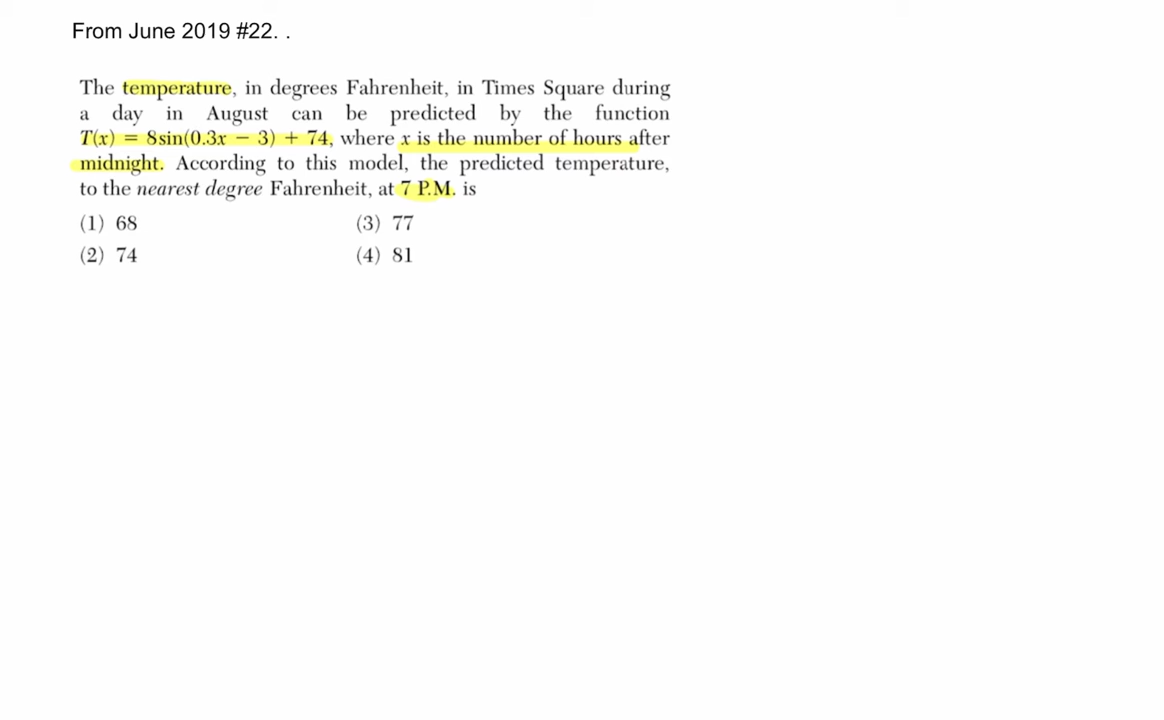 From June 2019 #22. .
The temperature, in degrees Fahrenheit, in Times Square during
a day in August can be predicted by the function
T(x) = 8sin(0.3x − 3) + 74, where x is the number of hours after
midnight. According to this model, the predicted temperature,
to the nearest degree Fahrenheit, at 7 P.M. is
(1) 68 (3) 77
(2) 74 (4) 81